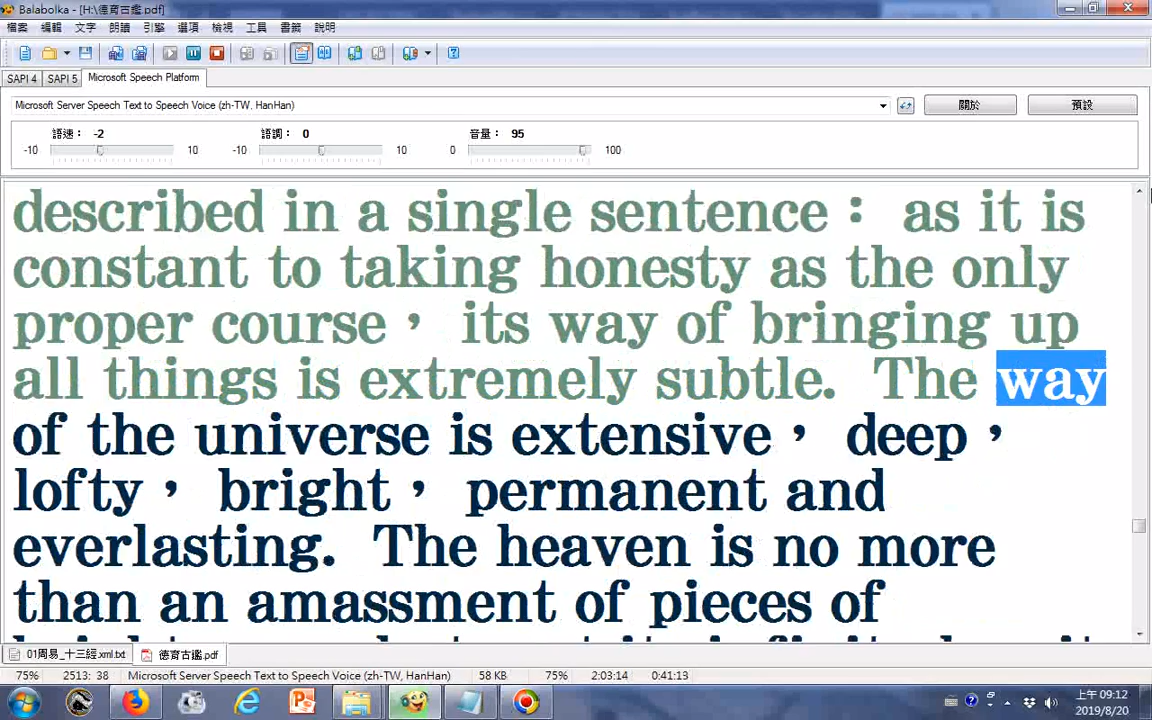 Balabolka - [H:\德育古鑑.pdf]
檔案 編輯 文字 朗讀 引擎 選項 檢視 工具 書籤 說明
SAPI 4 SAPI 5 Microsoft Speech Platform
Microsoft Server Speech Text to Speech Voice (zh-TW, HanHan) 關於 預設
語速： -2 語調： 0 音量： 95
-10 10 -10 10 0 100
described in a single sentence： as it is
constant to taking honesty as the only
proper course， its way of bringing up
all things is extremely subtle. The way
of the universe is extensive， deep，
lofty， bright， permanent and
everlasting. The heaven is no more
than an amassment of pieces of
01周易_十三經.xml.txt 德育古鑑.pdf
75% 2513: 38 Microsoft Server Speech Text to Speech Voice (zh-TW, HanHan) 58 KB 75% 2:03:14 0:41:13
上午 09:12
2019/8/20